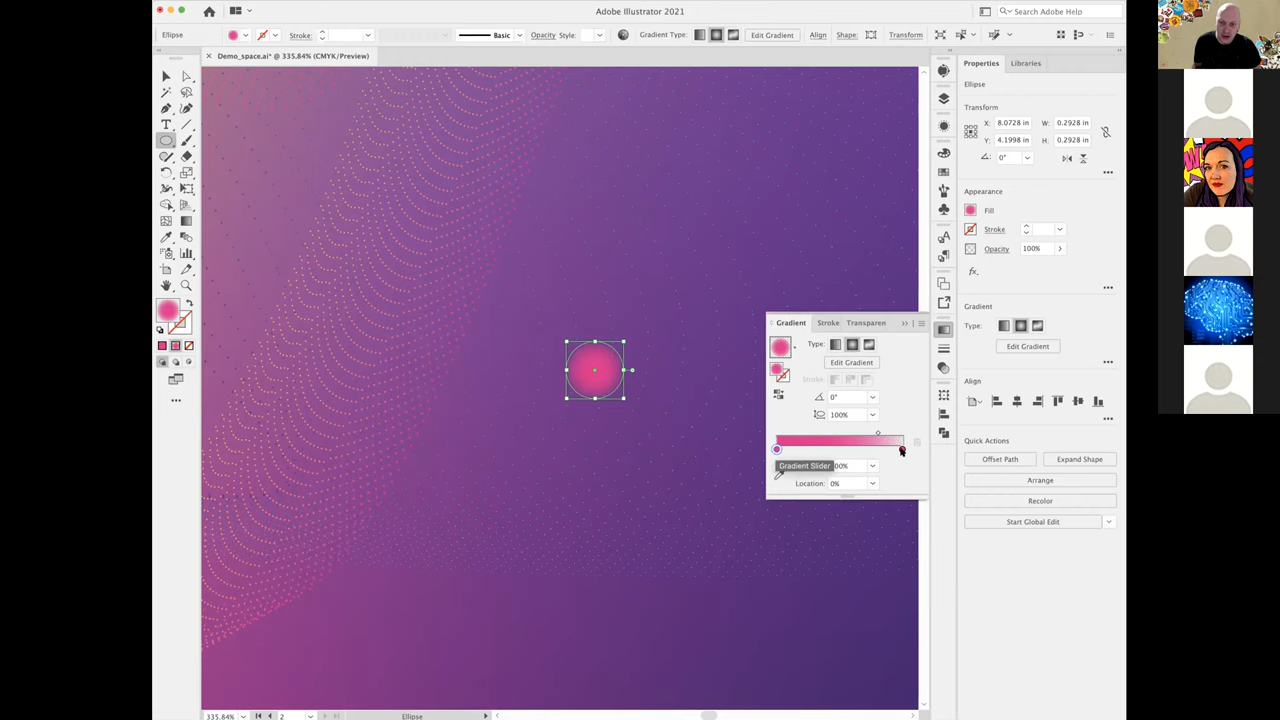 Adobe Illustrator 2021
Search Adobe Help
Ellipse
Stroke:
Basic
Opacity
Style:
Gradient Type:
Edit Gradient
Align
Shape:
Transform
× Demo_space.ai* @ 335.84% (CMYK/Preview)
Properties
Libraries
Ellipse
Transform
X: 8.0728 in
W: 0.2928 in
Y: 4.1998 in
H: 0.2928 in
0°
Appearance
Fill
Stroke
Opacity
100%
fx.
Gradient
Type:
Edit Gradient
Align
Quick Actions
Offset Path
Expand Shape
Arrange
Recolor
Start Global Edit
Gradient
Stroke
Transparen
Type:
Edit Gradient
Stroke:
0°
100%
Gradient Slider
00%
Location: 0%
335.84%
2
Ellipse